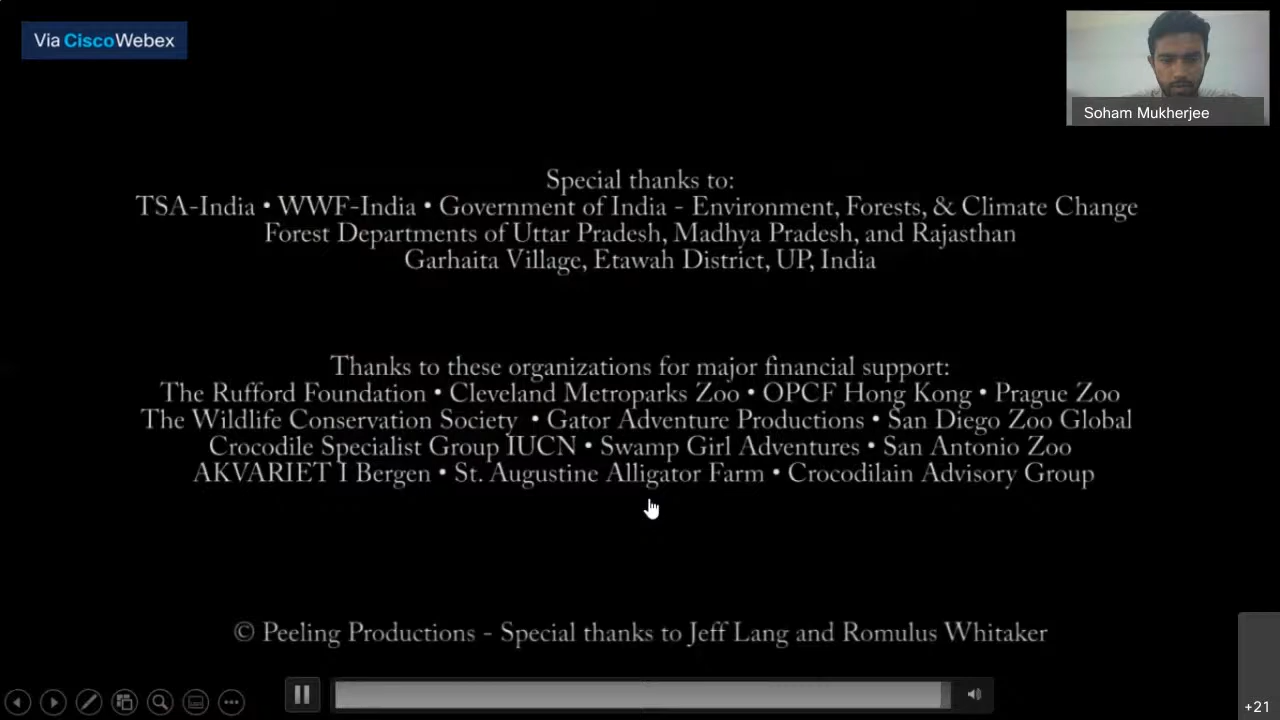 Via CiscoWebex
Soham Mukherjee
Special thanks to:
TSA-India • WWF-India • Government of India - Environment, Forests, & Climate Change
Forest Departments of Uttar Pradesh, Madhya Pradesh, and Rajasthan
Garhaita Village, Etawah District, UP, India
Thanks to these organizations for major financial support:
The Rufford Foundation • Cleveland Metroparks Zoo • OPCF Hong Kong • Prague Zoo
The Wildlife Conservation Society • Gator Adventure Productions • San Diego Zoo Global
Crocodile Specialist Group IUCN • Swamp Girl Adventures • San Antonio Zoo
AKVARIET I Bergen • St. Augustine Alligator Farm • Crocodilain Advisory Group
© Peeling Productions - Special thanks to Jeff Lang and Romulus Whitaker
+21